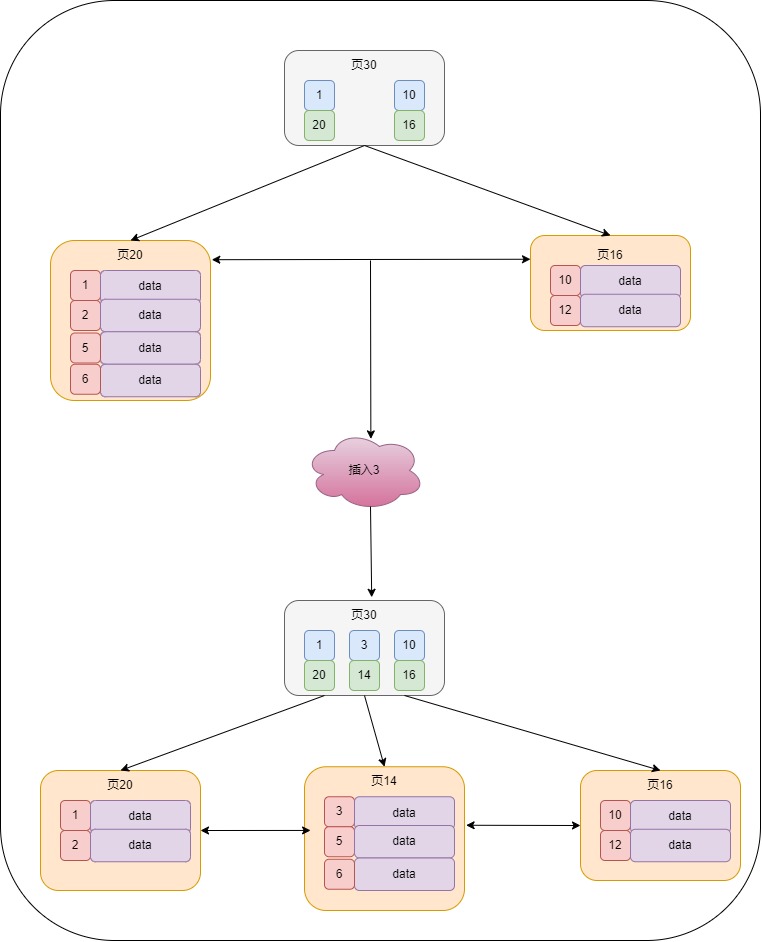 页30
1 10
20 16
页20
1 data
2 data
5 data
6 data
页16
10 data
12 data
插入3
页30
1 3 10
20 14 16
页20
1 data
2 data
页14
3 data
5 data
6 data
页16
10 data
12 data